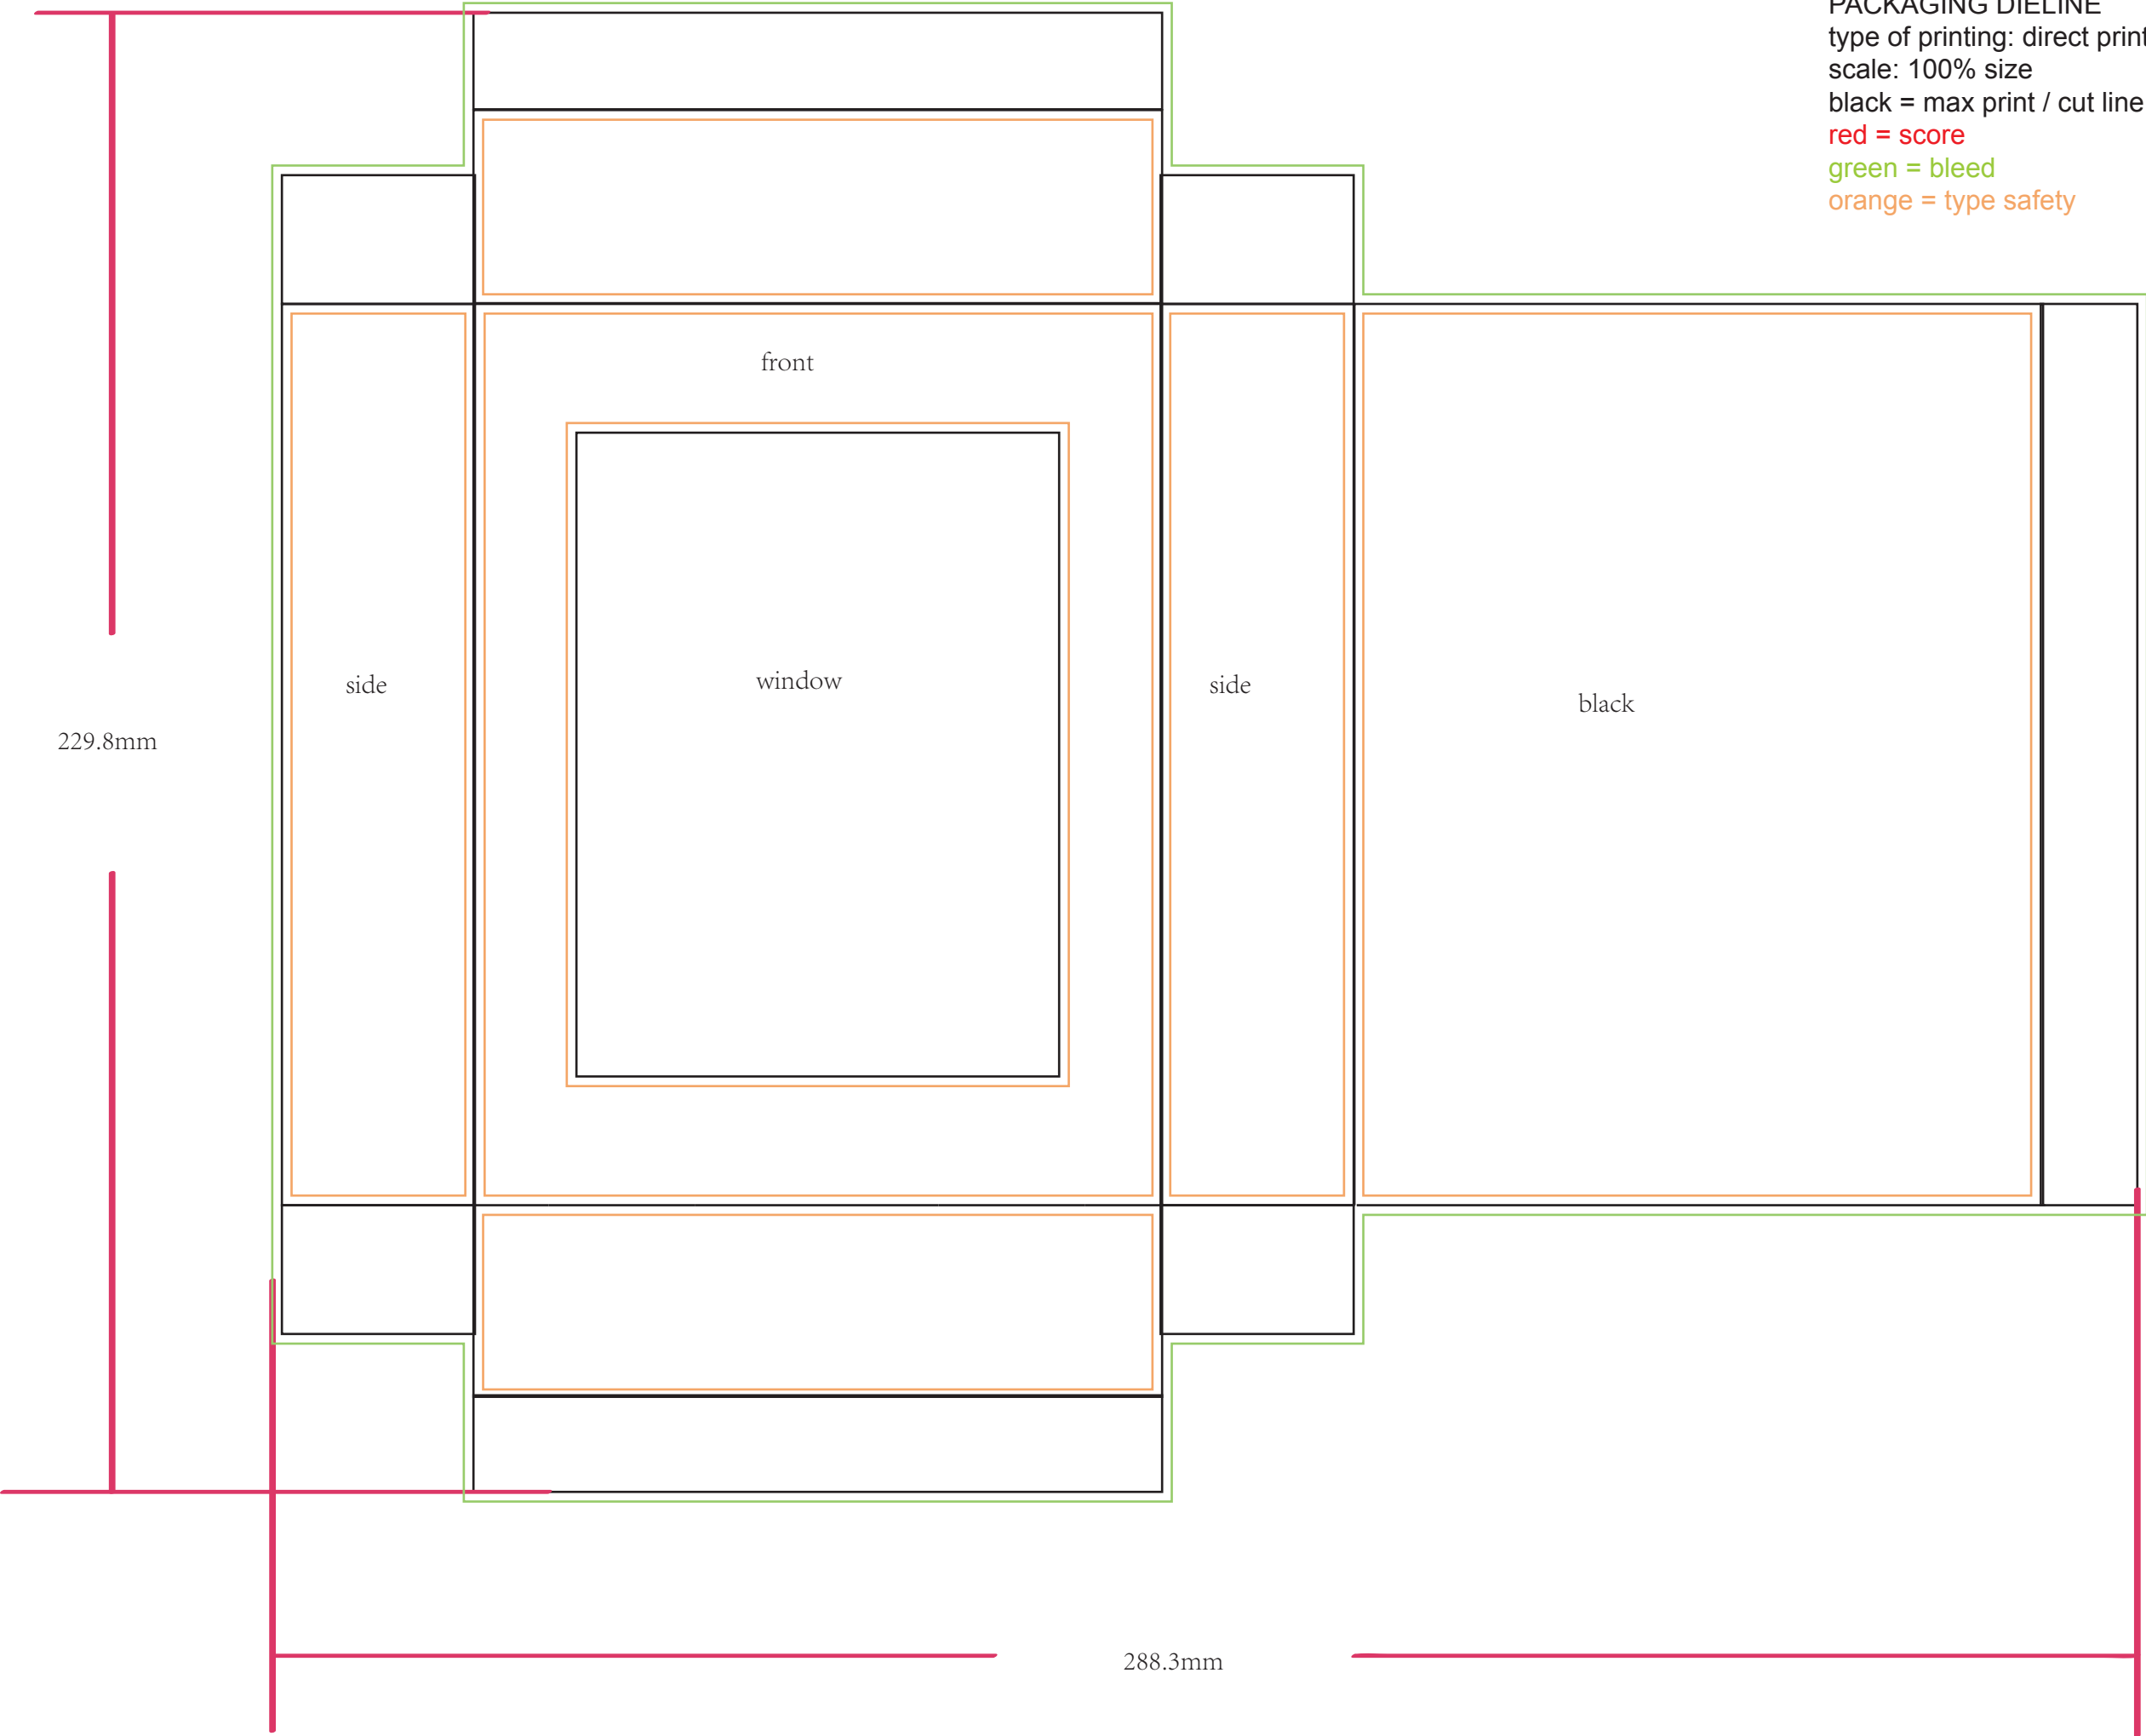 PACKAGING DIELINE
type of printing: direct print
scale: 100% size
black = max print / cut line
red = score
green = bleed
orange = type safety
front
side
window
side
black
229.8mm
288.3mm